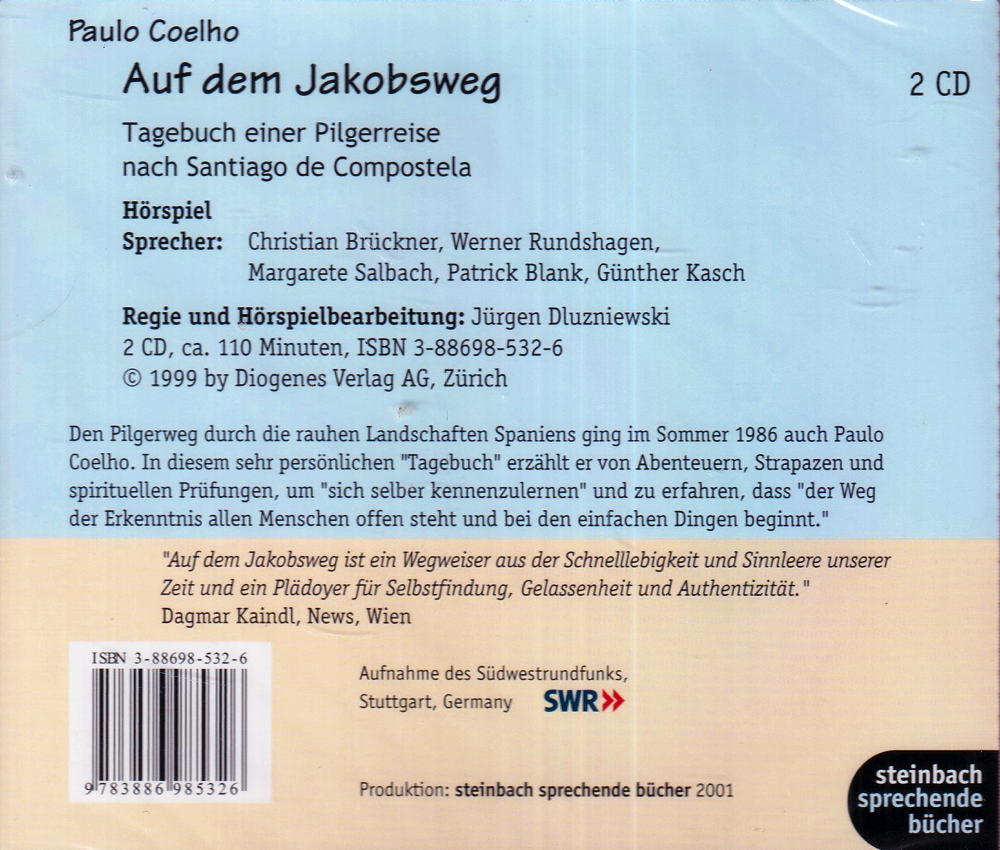 Paulo Coelho
Auf dem Jakobsweg
2 CD
Tagebuch einer Pilgerreise
nach Santiago de Compostela
Hörspiel
Sprecher: Christian Brückner, Werner Rundshagen,
Margarete Salbach, Patrick Blank, Günther Kasch
Regie und Hörspielbearbeitung: Jürgen Dluzniewski
2 CD, ca. 110 Minuten, ISBN 3-88698-532-6
© 1999 by Diogenes Verlag AG, Zürich
Den Pilgerweg durch die rauhen Landschaften Spaniens ging im Sommer 1986 auch Paulo
Coelho. In diesem sehr persönlichen "Tagebuch" erzählt er von Abenteuern, Strapazen und
spirituellen Prüfungen, um "sich selber kennenzulernen" und zu erfahren, dass "der Weg
der Erkenntnis allen Menschen offen steht und bei den einfachen Dingen beginnt."
"Auf dem Jakobsweg ist ein Wegweiser aus der Schnelllebigkeit und Sinnleere unserer
Zeit und ein Plädoyer für Selbstfindung, Gelassenheit und Authentizität."
Dagmar Kaindl, News, Wien
ISBN 3-88698-532-6
9 783886 985326
Aufnahme des Südwestrundfunks,
Stuttgart, Germany SWR»
Produktion: steinbach sprechende bücher 2001
steinbach
sprechende
bücher